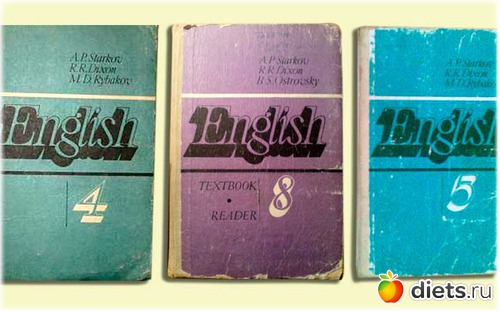 A.P.Starkov
R.R.Dixon
M.D.Rybakov
English
4
A.P.Starkov
R.R.Dixon
B.S.Ostrovsky
English
TEXTBOOK
•
READER
8
A.P.Starkov
R.R.Dixon
M.D.Rybakov
English
5
diets.ru